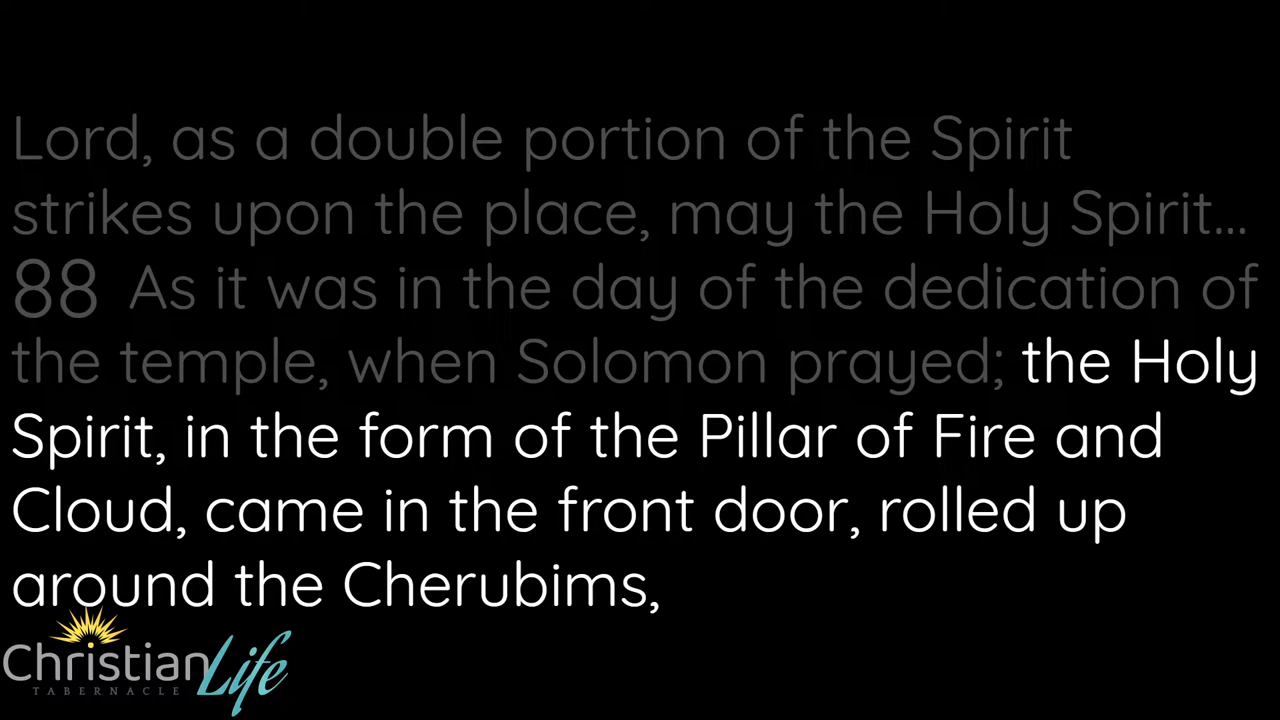 Lord, as a double portion of the Spirit
strikes upon the place, may the Holy Spirit...
88 As it was in the day of the dedication of
the temple, when Solomon prayed; the Holy
Spirit, in the form of the Pillar of Fire and
Cloud, came in the front door, rolled up
around the Cherubims,
Christian Life
TABERNACLE